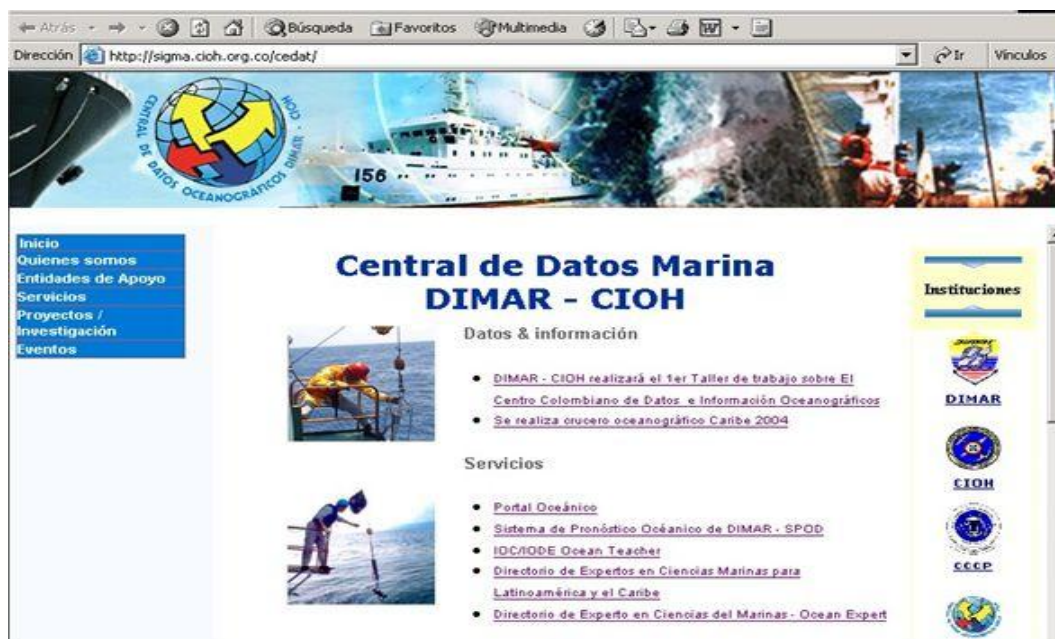 Atrás
Búsqueda
Favoritos
Multimedia
Dirección
http://sigma.cioh.org.co/cedat/
Ir
Vínculos
CENTRAL DE DATOS OCEANOGRAFICOS DIMAR - CIOH
156
Inicio
Quienes somos
Entidades de Apoyo
Servicios
Proyectos /
Investigación
Eventos
Central de Datos Marina
DIMAR - CIOH
Datos & información
DIMAR - CIOH realizará el 1er Taller de trabajo sobre El
Centro Colombiano de Datos e Información Oceanográficos
Se realiza crucero oceanográfico Caribe 2004
Servicios
Portal Oceánico
Sistema de Pronóstico Océanico de DIMAR - SPOD
IOC/IODE Ocean Teacher
Directorio de Expertos en Ciencias Marinas para
Latinoamérica y el Caribe
Directorio de Experto en Ciencias del Marinas - Ocean Expert
Instituciones
DIMAR
CIOH
CCCP